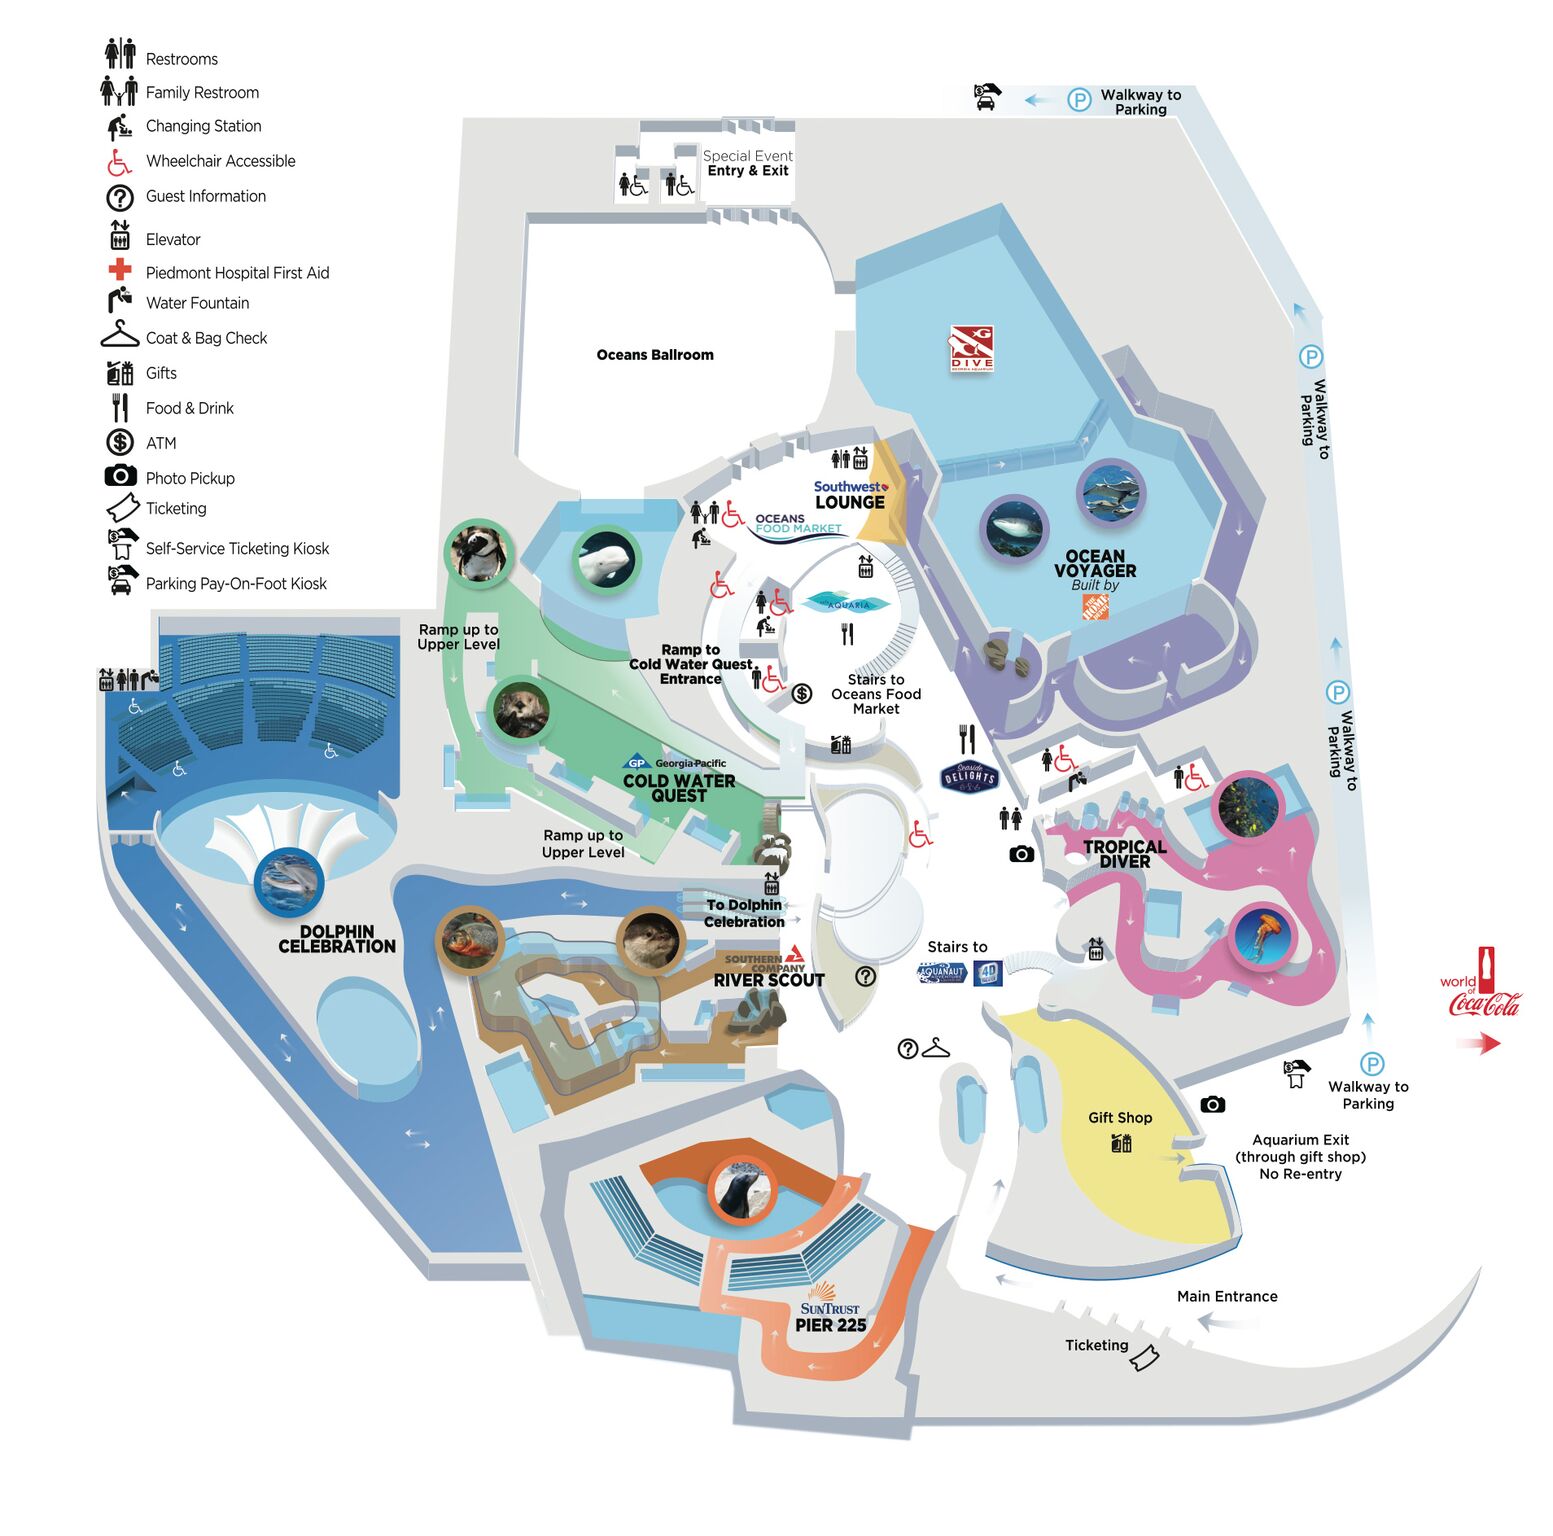 Restrooms
Family Restroom
Changing Station
Wheelchair Accessible
Guest Information
Elevator
Piedmont Hospital First Aid
Water Fountain
Coat & Bag Check
Gifts
Food & Drink
ATM
Photo Pickup
Ticketing
Self-Service Ticketing Kiosk
Parking Pay-On-Foot Kiosk
P
Walkway to
Parking
Special Event
Entry & Exit
Oceans Ballroom
DIVE
P
Walkway to
Parking
Southwest
LOUNGE
OCEANS
FOOD MARKET
OCEAN
VOYAGER
Built by
AQUARIA
Ramp up to
Upper Level
Ramp to
Cold Water Quest
Entrance
Stairs to
Oceans Food
Market
P
Walkway to
Parking
GP Georgia-Pacific
COLD WATER
QUEST
Seaside
DELIGHTS
Ramp up to
Upper Level
TROPICAL
DIVER
To Dolphin
Celebration
DOLPHIN
CELEBRATION
SOUTHERN
COMPANY
RIVER SCOUT
Stairs to
AQUANAUT
4D
world
of
Coca-Cola
P
Walkway to
Parking
Gift Shop
Aquarium Exit
(through gift shop)
No Re-entry
SUNTRUST
PIER 225
Main Entrance
Ticketing